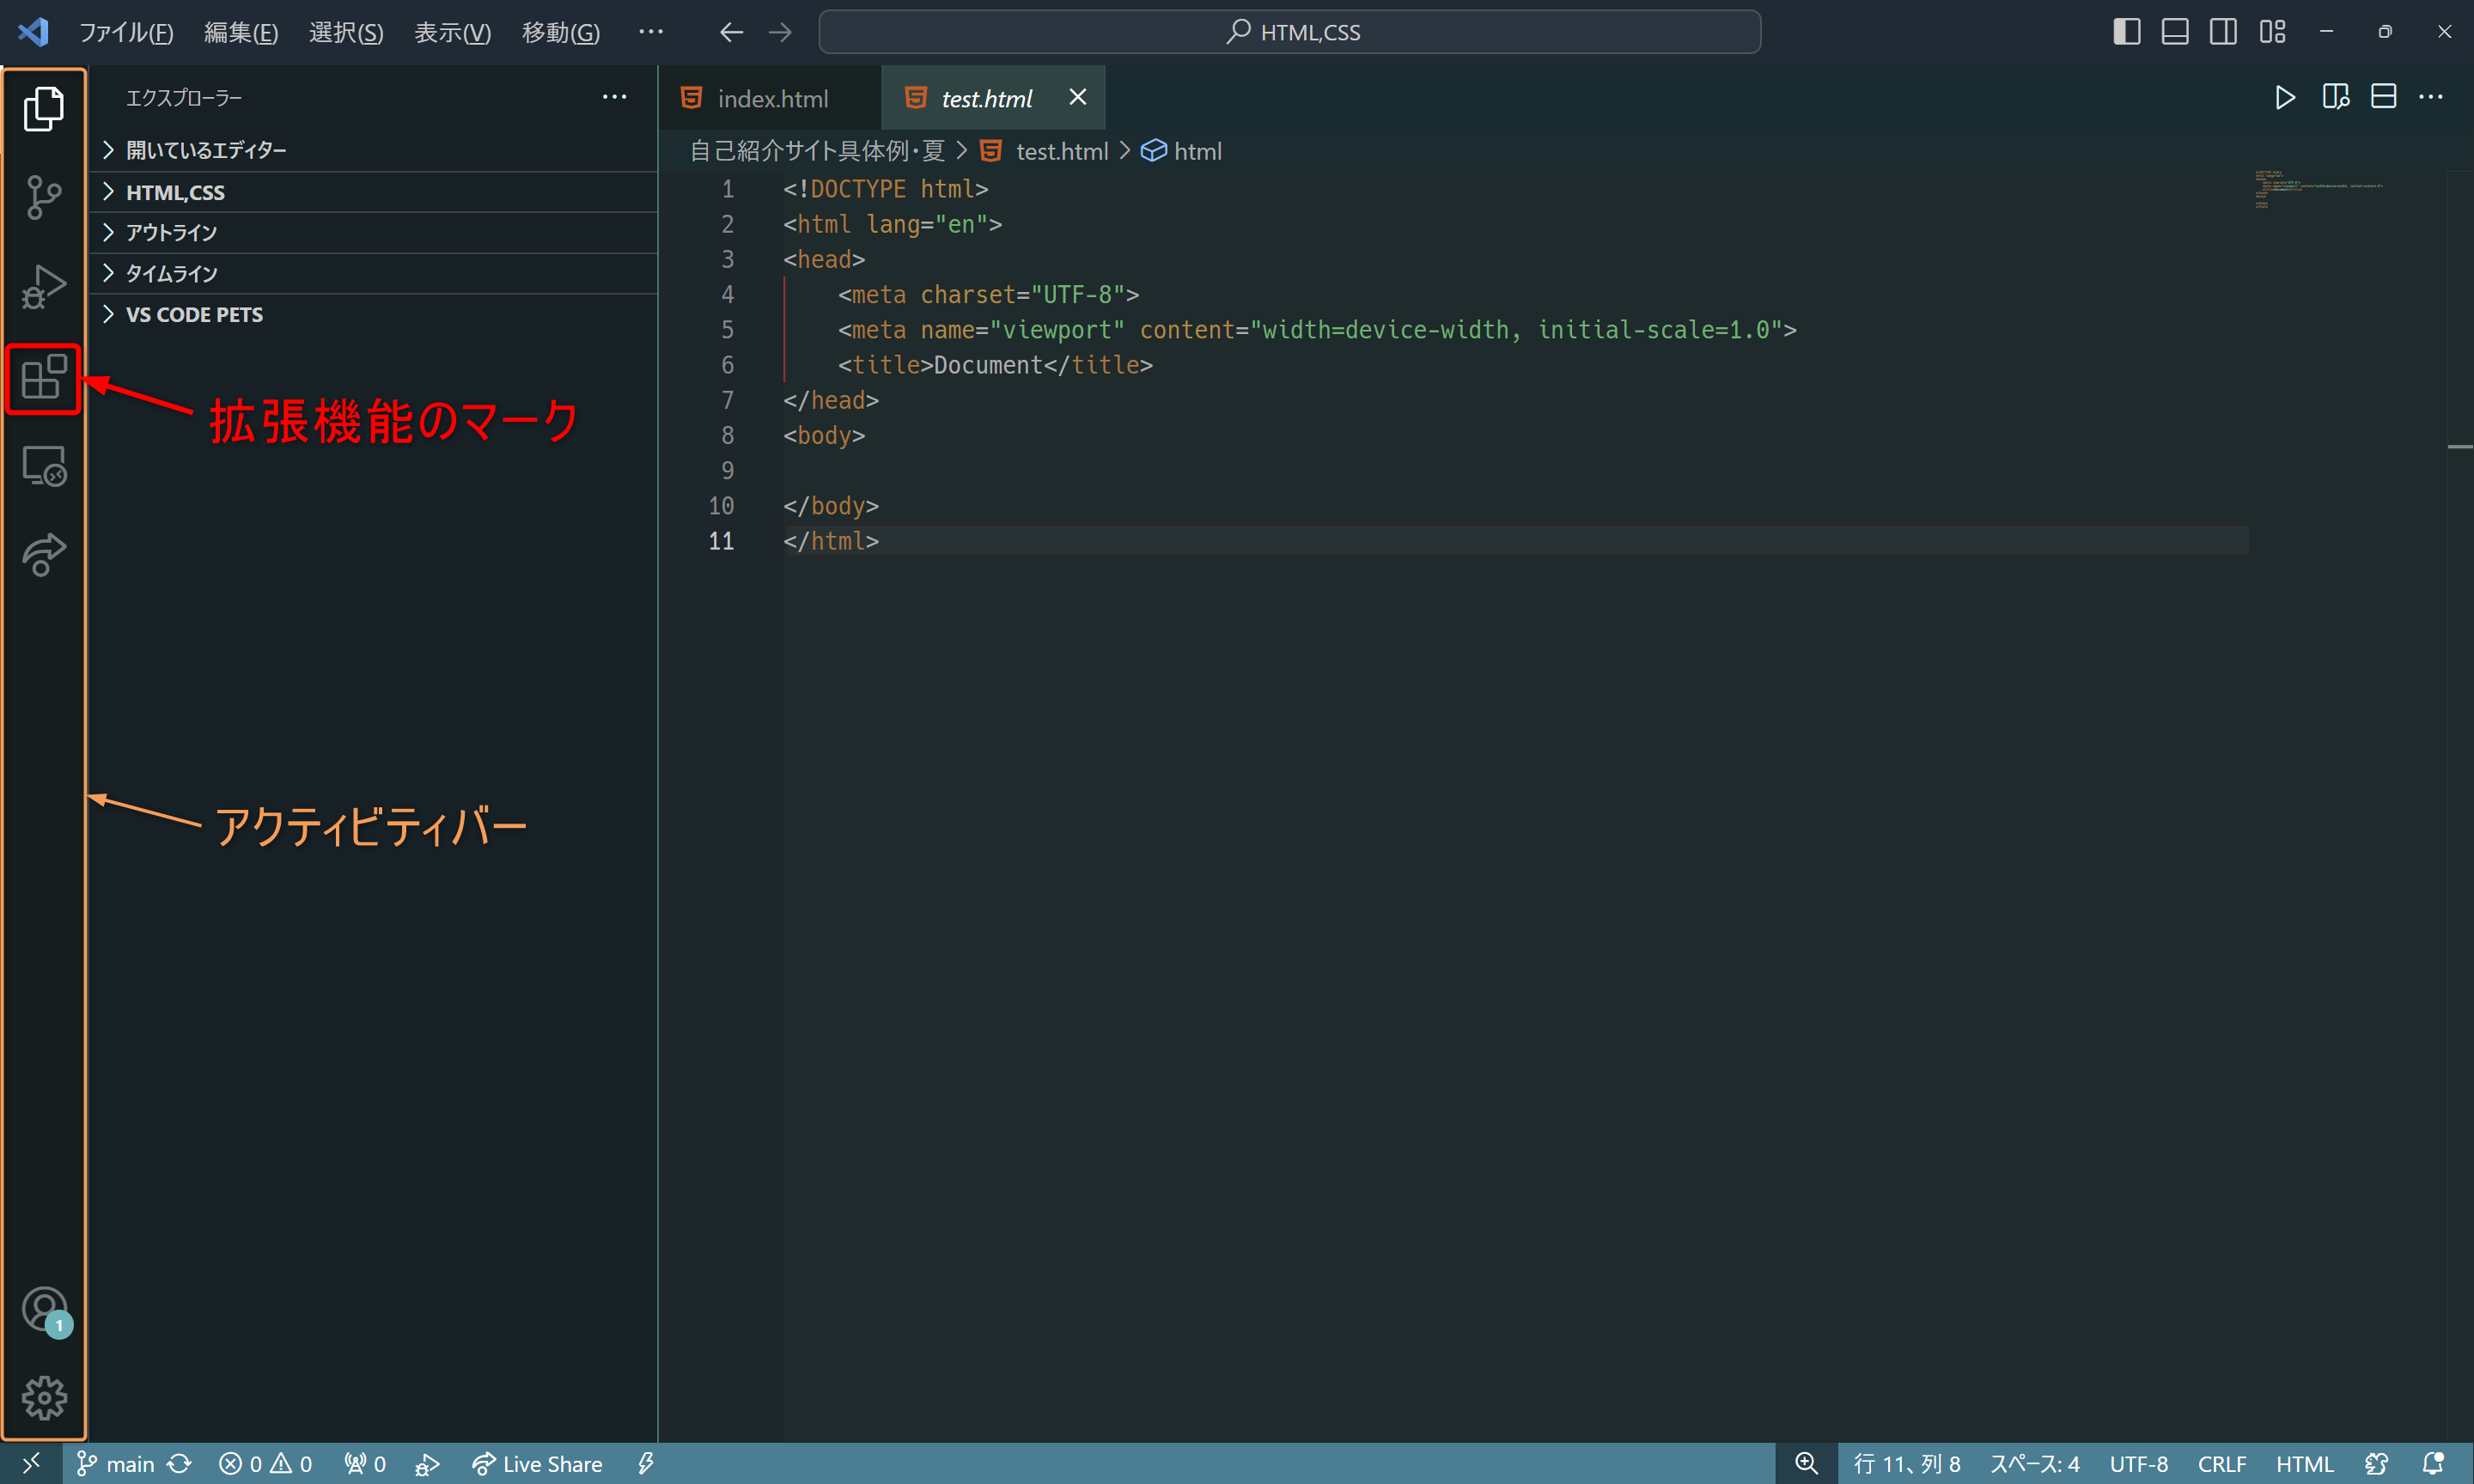 ファイル(F) 編集(E) 選択(S) 表示(V) 移動(G) ··· HTML,CSS
エクスプローラー ···
開いているエディター
HTML,CSS
アウトライン
タイムライン
VS CODE PETS
拡張機能のマーク
アクティビティバー
1
index.html test.html
自己紹介サイト具体例・夏 > test.html > html
1 <!DOCTYPE html>
2 <html lang="en">
3 <head>
4 <meta charset="UTF-8">
5 <meta name="viewport" content="width=device-width, initial-scale=1.0">
6 <title>Document</title>
7 </head>
8 <body>
9
10 </body>
11 </html>
main 0 0 0 Live Share 行 11、列 8 スペース: 4 UTF-8 CRLF HTML